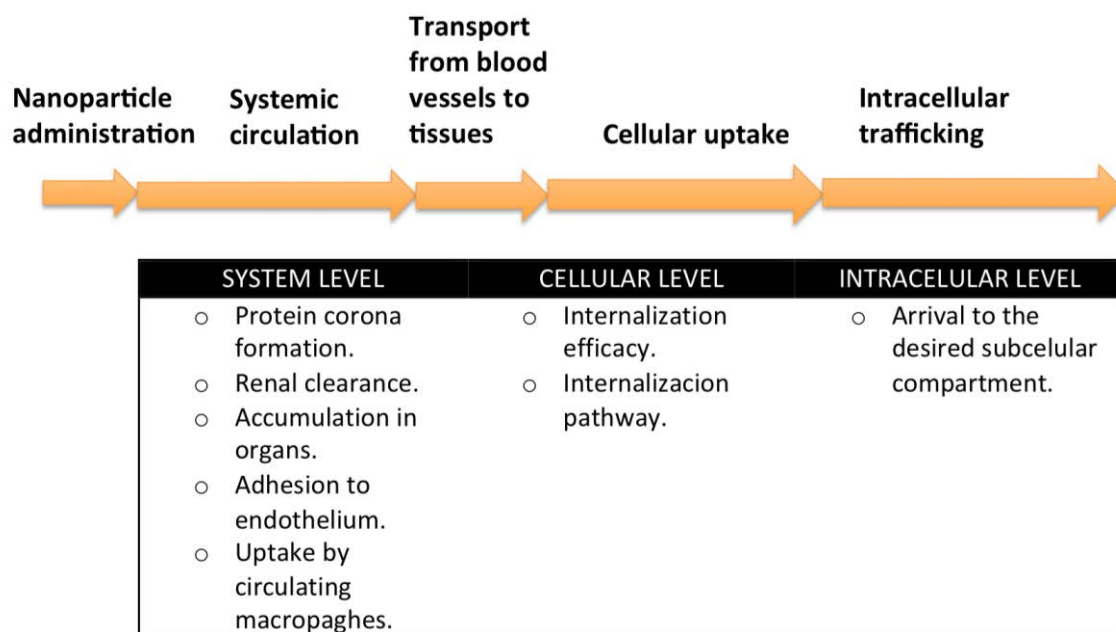 Nanoparticle
administration
Systemic
circulation
Transport
from blood
vessels to
tissues
Cellular uptake
Intracellular
trafficking
SYSTEM LEVEL
○ Protein corona
formation.
○ Renal clearance.
○ Accumulation in
organs.
○ Adhesion to
endothelium.
○ Uptake by
circulating
macropaghes.
CELLULAR LEVEL
○ Internalization
efficacy.
○ Internalizacion
pathway.
INTRACELULAR LEVEL
○ Arrival to the
desired subcelular
compartment.